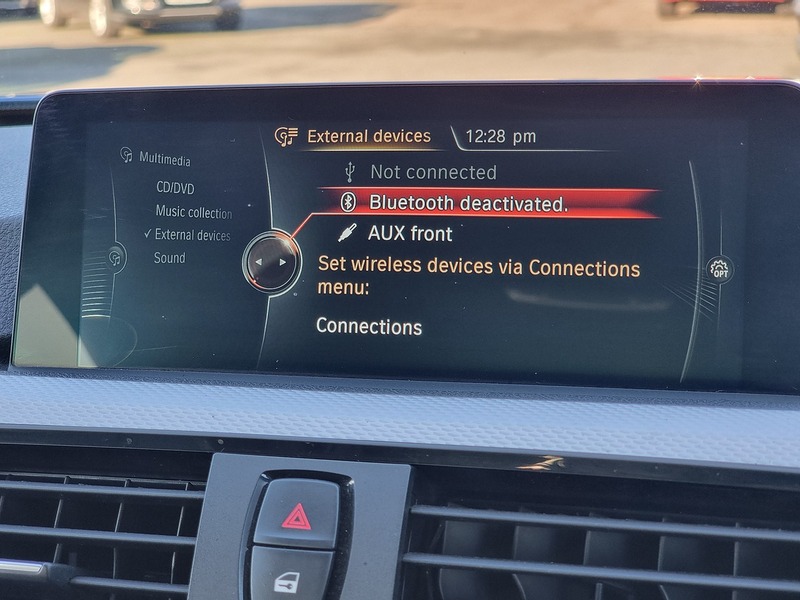 External devices
12:28 pm
Multimedia
CD/DVD
Music collection
External devices
Sound
Not connected
Bluetooth deactivated.
AUX front
Set wireless devices via Connections
menu:
Connections
OPT